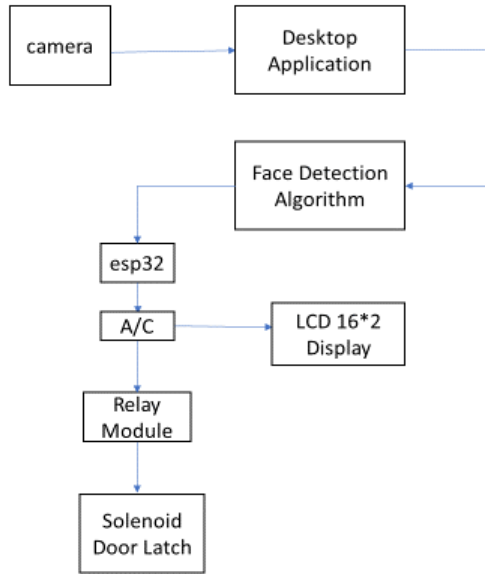 camera
Desktop
Application
Face Detection
Algorithm
esp32
A/C
LCD 16*2
Display
Relay
Module
Solenoid
Door Latch